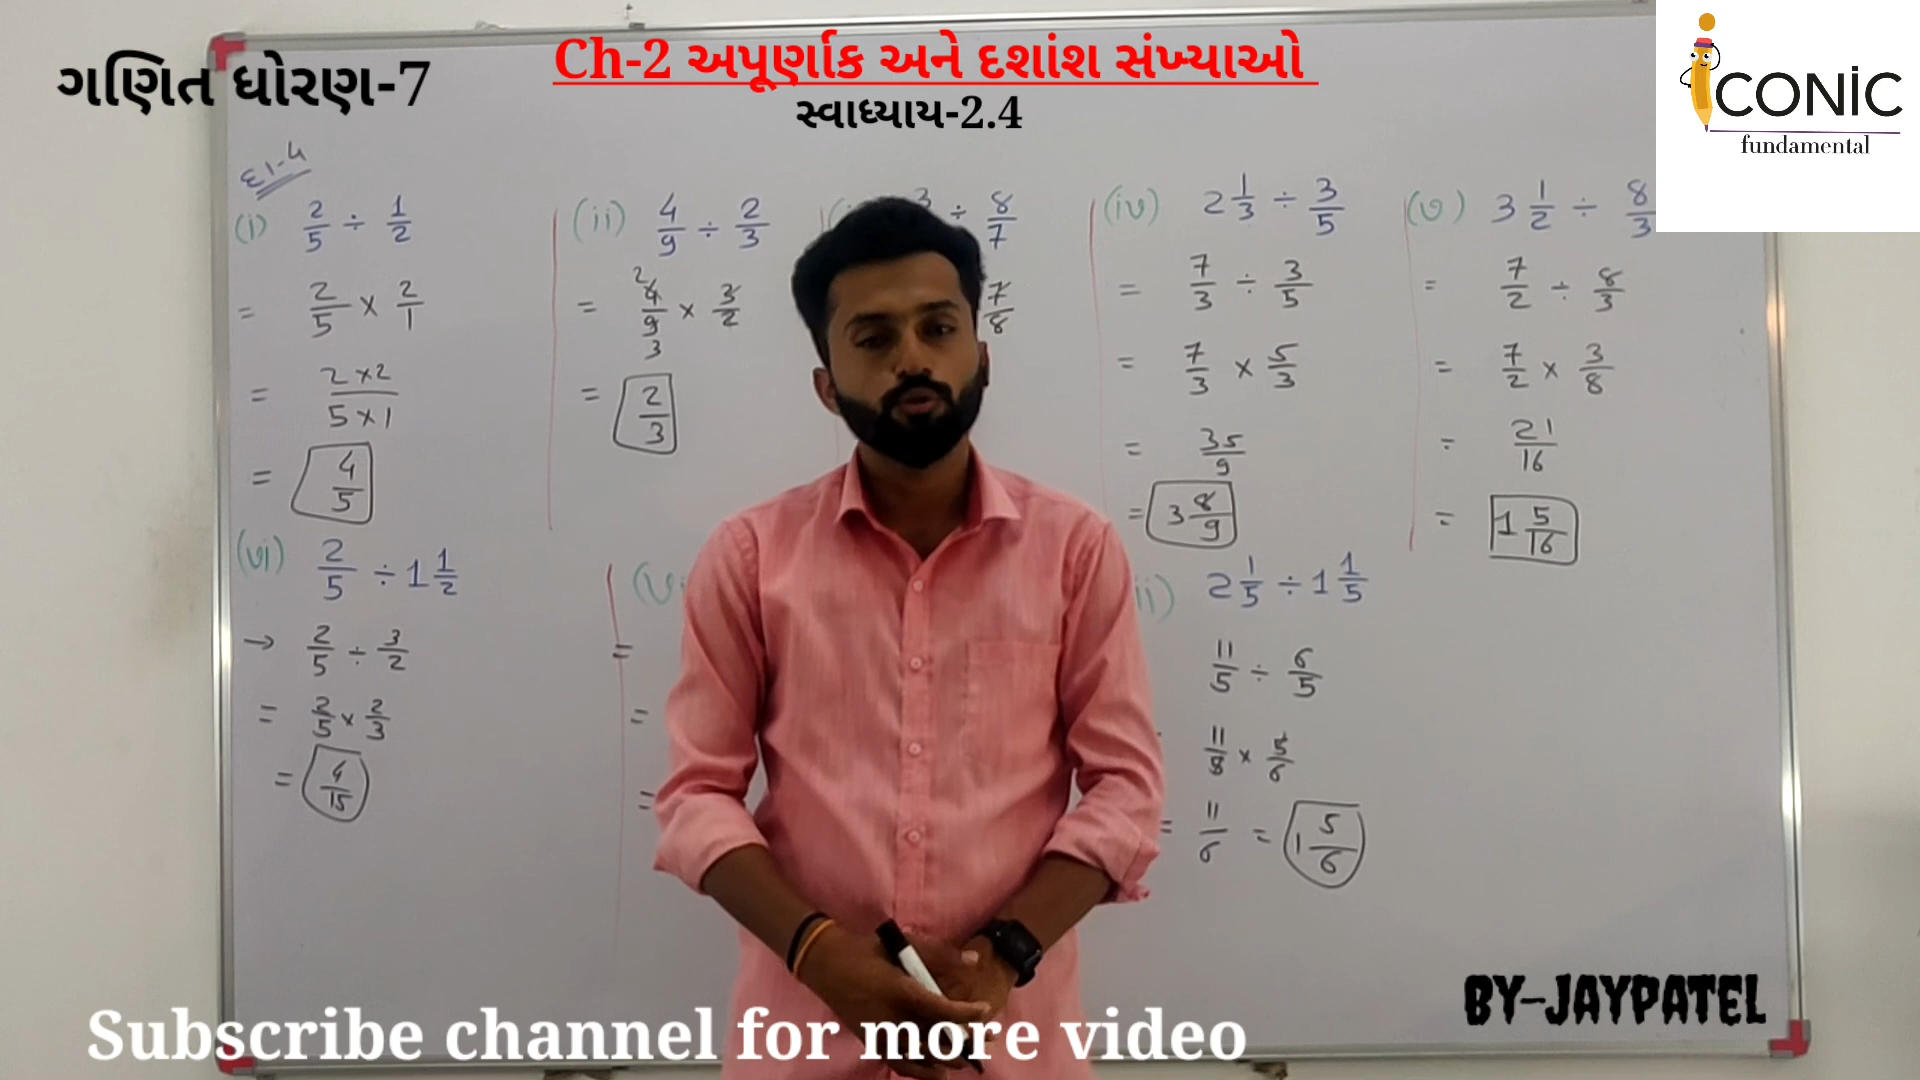 ગણિત ધોરણ-7
Ch-2 અપૂર્ણાંક અને દશાંશ સંખ્યાઓ
સ્વાધ્યાય-2.4
iCONiC
fundamental
દા-4
(i) 2/5 ÷ 1/2
= 2/5 × 2/1
= 2×2/5×1
= 4/5
(ii) 4/9 ÷ 2/3
= 4/9 × 3/2
2
3
= 2/3
÷ 8/7
7/8
(iv) 2 1/3 ÷ 3/5
= 7/3 ÷ 3/5
= 7/3 × 5/3
= 35/9
= 3 8/9
(v) 3 1/2 ÷ 8/3
= 7/2 ÷ 8/3
= 7/2 × 3/8
= 21/16
= 1 5/16
(vi) 2/5 ÷ 1 1/2
→ 2/5 ÷ 3/2
= 2/5 × 2/3
= 4/15
=
=
=
ii) 2 1/5 ÷ 1 1/5
11/5 ÷ 6/5
11/5 × 5/6
= 11/6 = 1 5/6
BY-JAYPATEL
Subscribe channel for more video